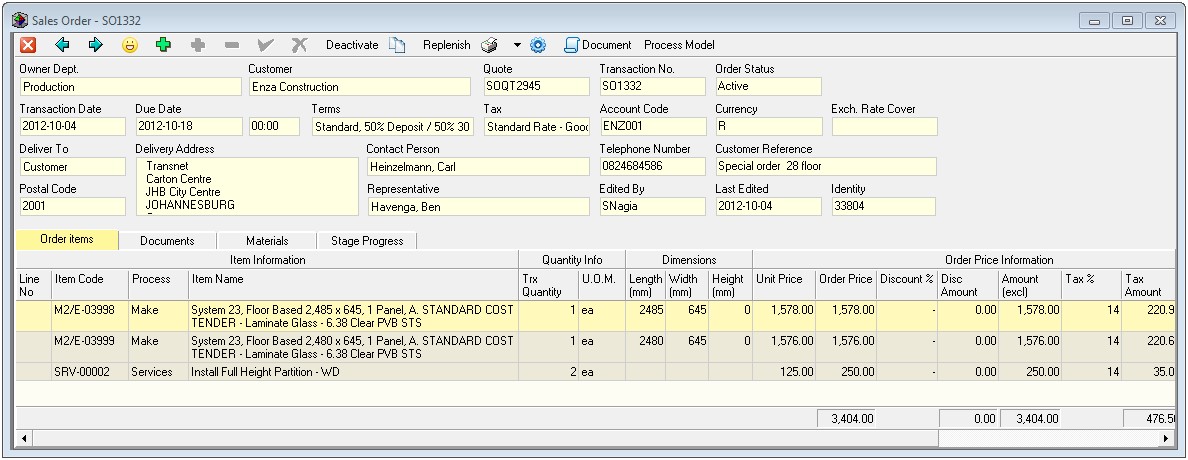 Sales Order - SO1332
Deactivate Replenish Document Process Model
Owner Dept. Customer Quote Transaction No. Order Status
Production Enza Construction SOQT2945 SO1332 Active
Transaction Date Due Date Terms Tax Account Code Currency Exch. Rate Cover
2012-10-04 2012-10-18 00:00 Standard, 50% Deposit / 50% 30 Standard Rate - Good ENZ001 R
Deliver To Delivery Address Contact Person Telephone Number Customer Reference
Customer Transnet Heinzelmann, Carl 0824684586 Special order 28 floor
Carton Centre
Postal Code JHB City Centre Representative Edited By Last Edited Identity
2001 JOHANNESBURG Havenga, Ben SNagia 2012-10-04 33804
Order items Documents Materials Stage Progress
Item Information Quantity Info Dimensions Order Price Information
Line Item Code Process Item Name Trx U.O.M. Length Width Height Unit Price Order Price Discount % Disc Amount Tax % Tax
No Quantity (mm) (mm) (mm) Amount (excl) Amount
M2/E-03998 Make System 23, Floor Based 2,485 x 645, 1 Panel, A. STANDARD COST 1 ea 2485 645 0 1,578.00 1,578.00 - 0.00 1,578.00 14 220.9
TENDER - Laminate Glass - 6.38 Clear PVB STS
M2/E-03999 Make System 23, Floor Based 2,480 x 645, 1 Panel, A. STANDARD COST 1 ea 2480 645 0 1,576.00 1,576.00 - 0.00 1,576.00 14 220.6
TENDER - Laminate Glass - 6.38 Clear PVB STS
SRV-00002 Services Install Full Height Partition - WD 2 ea 125.00 250.00 - 0.00 250.00 14 35.0
3,404.00 0.00 3,404.00 476.5